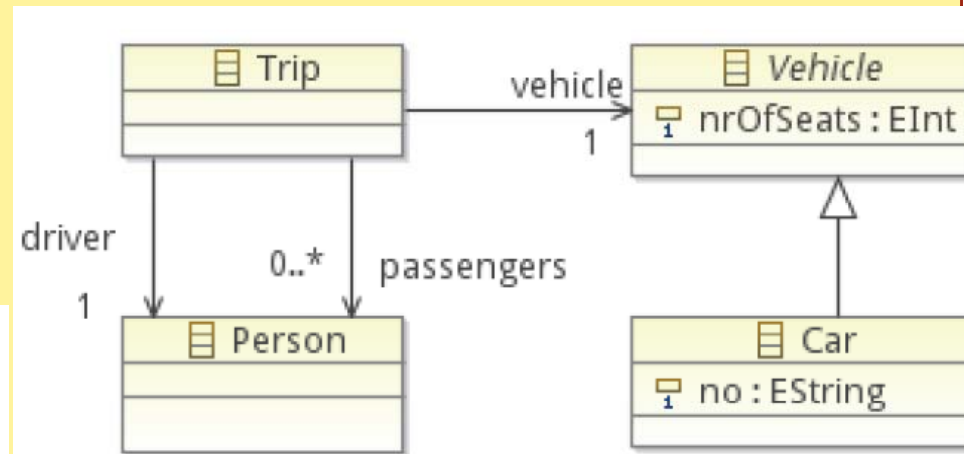 Trip
vehicle
1
Vehicle
nrOfSeats : EInt
driver
1
0..*
passengers
Person
Car
no : EString